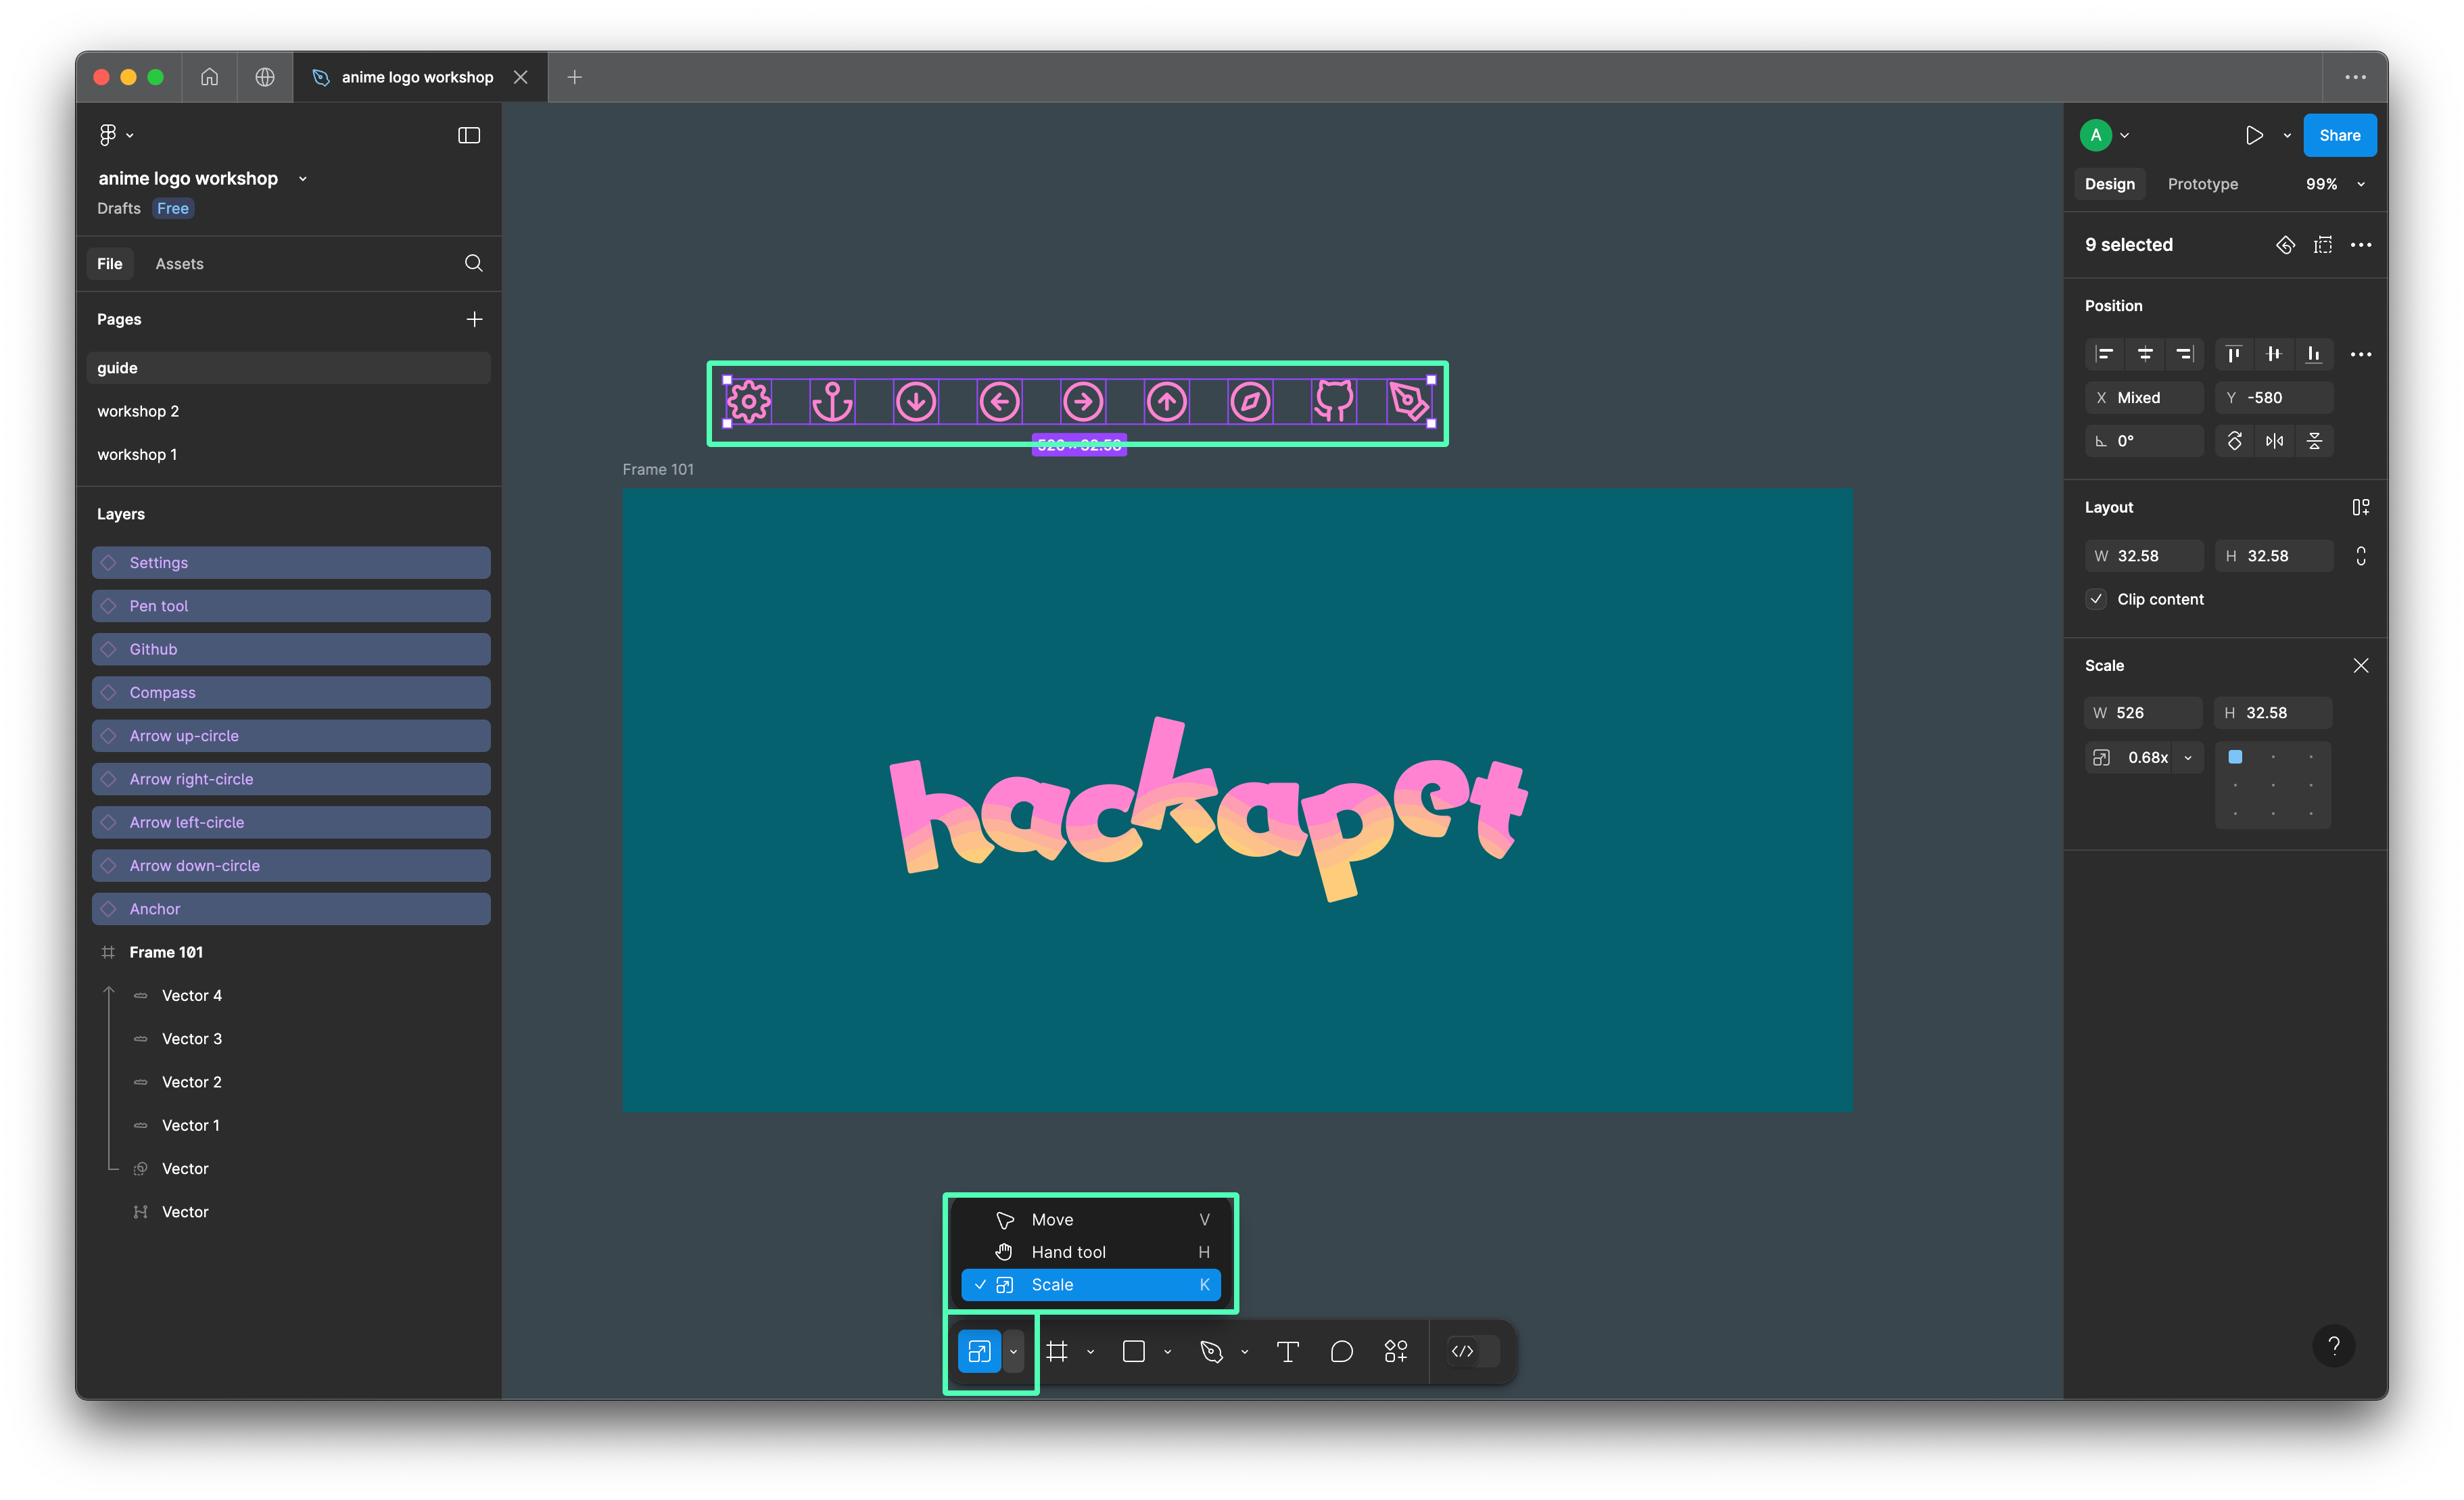 anime logo workshop
anime logo workshop
Drafts Free
File Assets
Pages
guide
workshop 2
workshop 1
Layers
Settings
Pen tool
Github
Compass
Arrow up-circle
Arrow right-circle
Arrow left-circle
Arrow down-circle
Anchor
Frame 101
Vector 4
Vector 3
Vector 2
Vector 1
Vector
Vector
Frame 101
hackapet
Move V
Hand tool H
Scale K
A
Share
Design Prototype 99%
9 selected
Position
X Mixed Y -580
0°
Layout
W 32.58 H 32.58
Clip content
Scale
W 526 H 32.58
0.68x
?